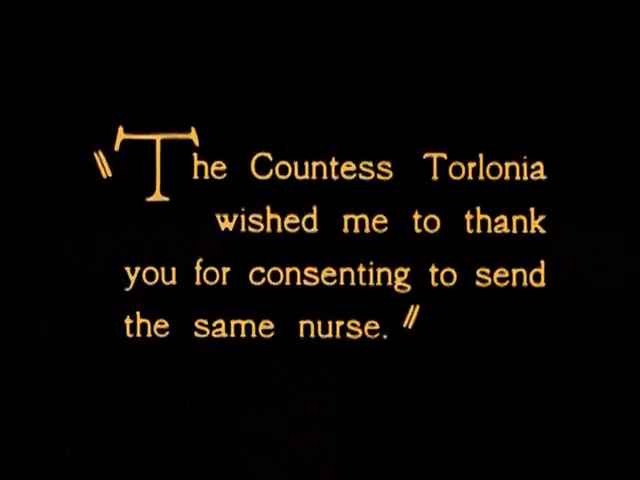 "The Countess Torlonia
wished me to thank
you for consenting to send
the same nurse."